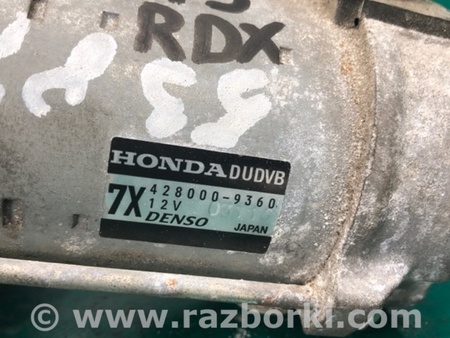 RDX
HONDA DUDVB
7X 428000-9360
12V
DENSO JAPAN
© www.razborki.com